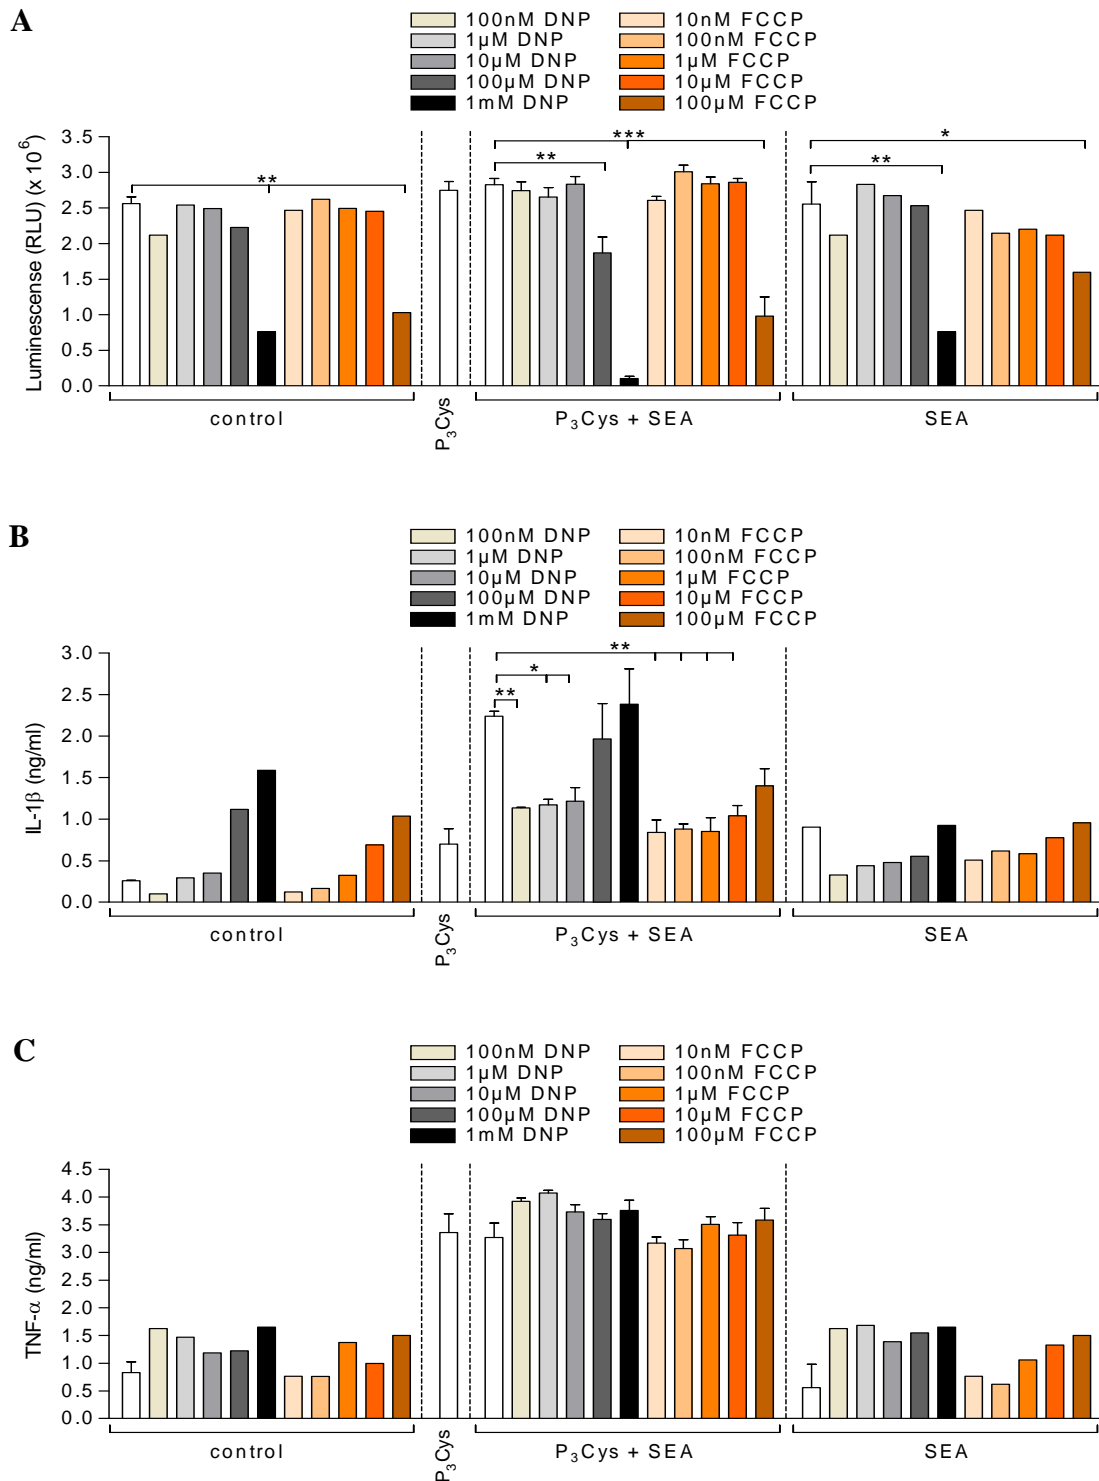 A
100nM DNP 10nM FCCP
1µM DNP 100nM FCCP
10µM DNP 1µM FCCP
100µM DNP 10µM FCCP
1mM DNP 100µM FCCP
Luminescense (RLU) (x 10⁶)
3.5
3.0
2.5
2.0
1.5
1.0
0.5
0.0
**
***
**
*
**
control
P₃Cys
P₃Cys + SEA
SEA
B
100nM DNP 10nM FCCP
1µM DNP 100nM FCCP
10µM DNP 1µM FCCP
100µM DNP 10µM FCCP
1mM DNP 100µM FCCP
IL-1β (ng/ml)
3.0
2.5
2.0
1.5
1.0
0.5
0.0
**
*
**
control
P₃Cys
P₃Cys + SEA
SEA
C
100nM DNP 10nM FCCP
1µM DNP 100nM FCCP
10µM DNP 1µM FCCP
100µM DNP 10µM FCCP
1mM DNP 100µM FCCP
TNF-α (ng/ml)
4.5
4.0
3.5
3.0
2.5
2.0
1.5
1.0
0.5
0.0
control
P₃Cys
P₃Cys + SEA
SEA